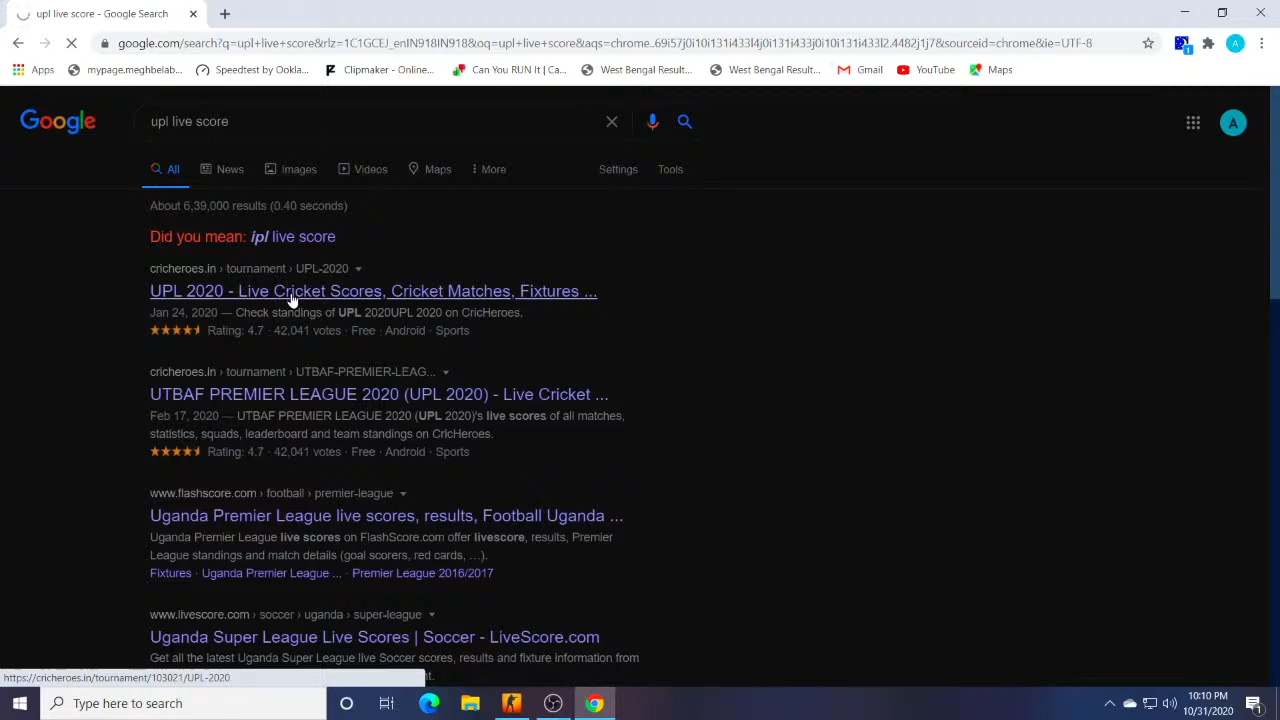 upl live score - Google Search
google.com/search?q=upl+live+score&rlz=1C1GCEJ_enIN918IN918&oq=upl+live+score&aqs=chrome..69i57j0i10i131i433l4j0i131i433j0i10i131i433l2.4482j1j7&sourceid=chrome&ie=UTF-8
Apps mypage.meghbelab... Speedtest by Ookla... Clipmaker - Online... Can You RUN It | Ca... West Bengal Result... West Bengal Result... Gmail YouTube Maps
Google upl live score A
All News Images Videos Maps More Settings Tools
About 6,39,000 results (0.40 seconds)
Did you mean: ipl live score
cricheroes.in › tournament › UPL-2020
UPL 2020 - Live Cricket Scores, Cricket Matches, Fixtures ...
Jan 24, 2020 — Check standings of UPL 2020UPL 2020 on CricHeroes.
Rating: 4.7 · 42,041 votes · Free · Android · Sports
cricheroes.in › tournament › UTBAF-PREMIER-LEAG...
UTBAF PREMIER LEAGUE 2020 (UPL 2020) - Live Cricket ...
Feb 17, 2020 — UTBAF PREMIER LEAGUE 2020 (UPL 2020)'s live scores of all matches,
statistics, squads, leaderboard and team standings on CricHeroes.
Rating: 4.7 · 42,041 votes · Free · Android · Sports
www.flashscore.com › football › premier-league
Uganda Premier League live scores, results, Football Uganda ...
Uganda Premier League live scores on FlashScore.com offer livescore, results, Premier
League standings and match details (goal scorers, red cards, …).
Fixtures · Uganda Premier League ... · Premier League 2016/2017
www.livescore.com › soccer › uganda › super-league
Uganda Super League Live Scores | Soccer - LiveScore.com
Get all the latest Uganda Super League live Soccer scores, results and fixture information from
https://cricheroes.in/tournament/103021/UPL-2020
Type here to search
10:10 PM
10/31/2020